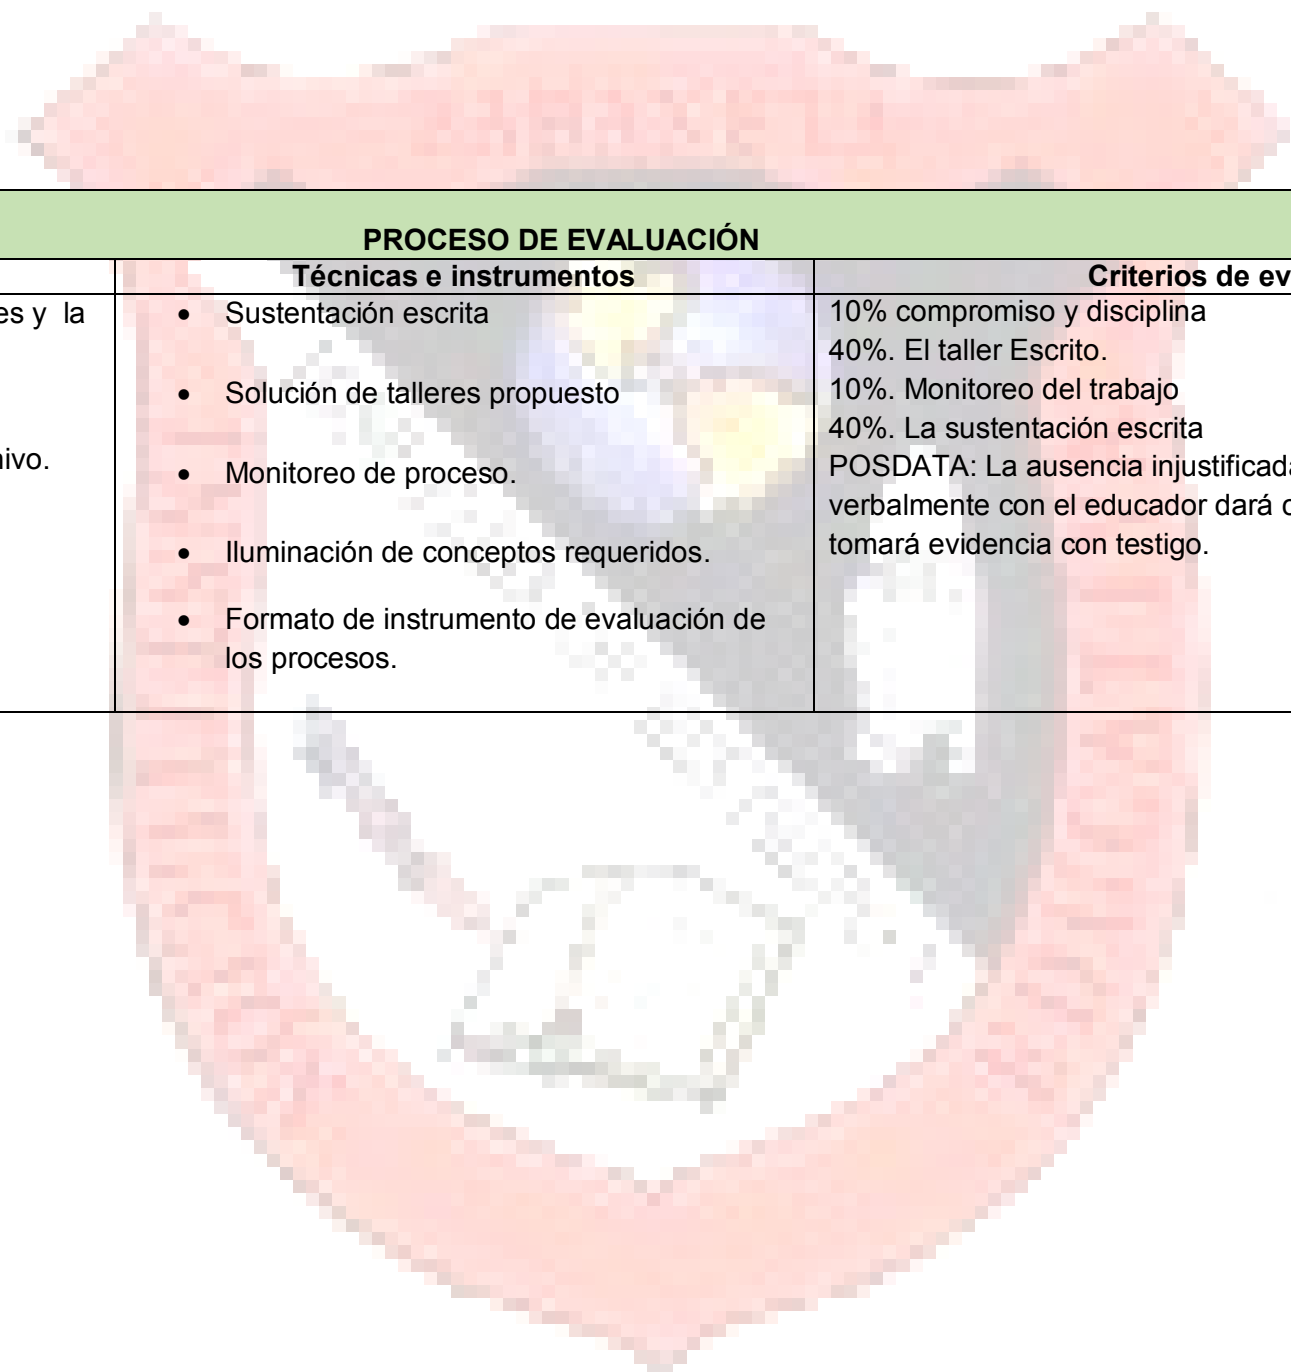 PROCESO DE EVALUACIÓN
Técnicas e instrumentos
Criterios de ev
es y la
hivo.
• Sustentación escrita
• Solución de talleres propuesto
• Monitoreo de proceso.
• Iluminación de conceptos requeridos.
• Formato de instrumento de evaluación de
los procesos.
10% compromiso y disciplina
40%. El taller Escrito.
10%. Monitoreo del trabajo
40%. La sustentación escrita
POSDATA: La ausencia injustificada
verbalmente con el educador dará
tomará evidencia con testigo.